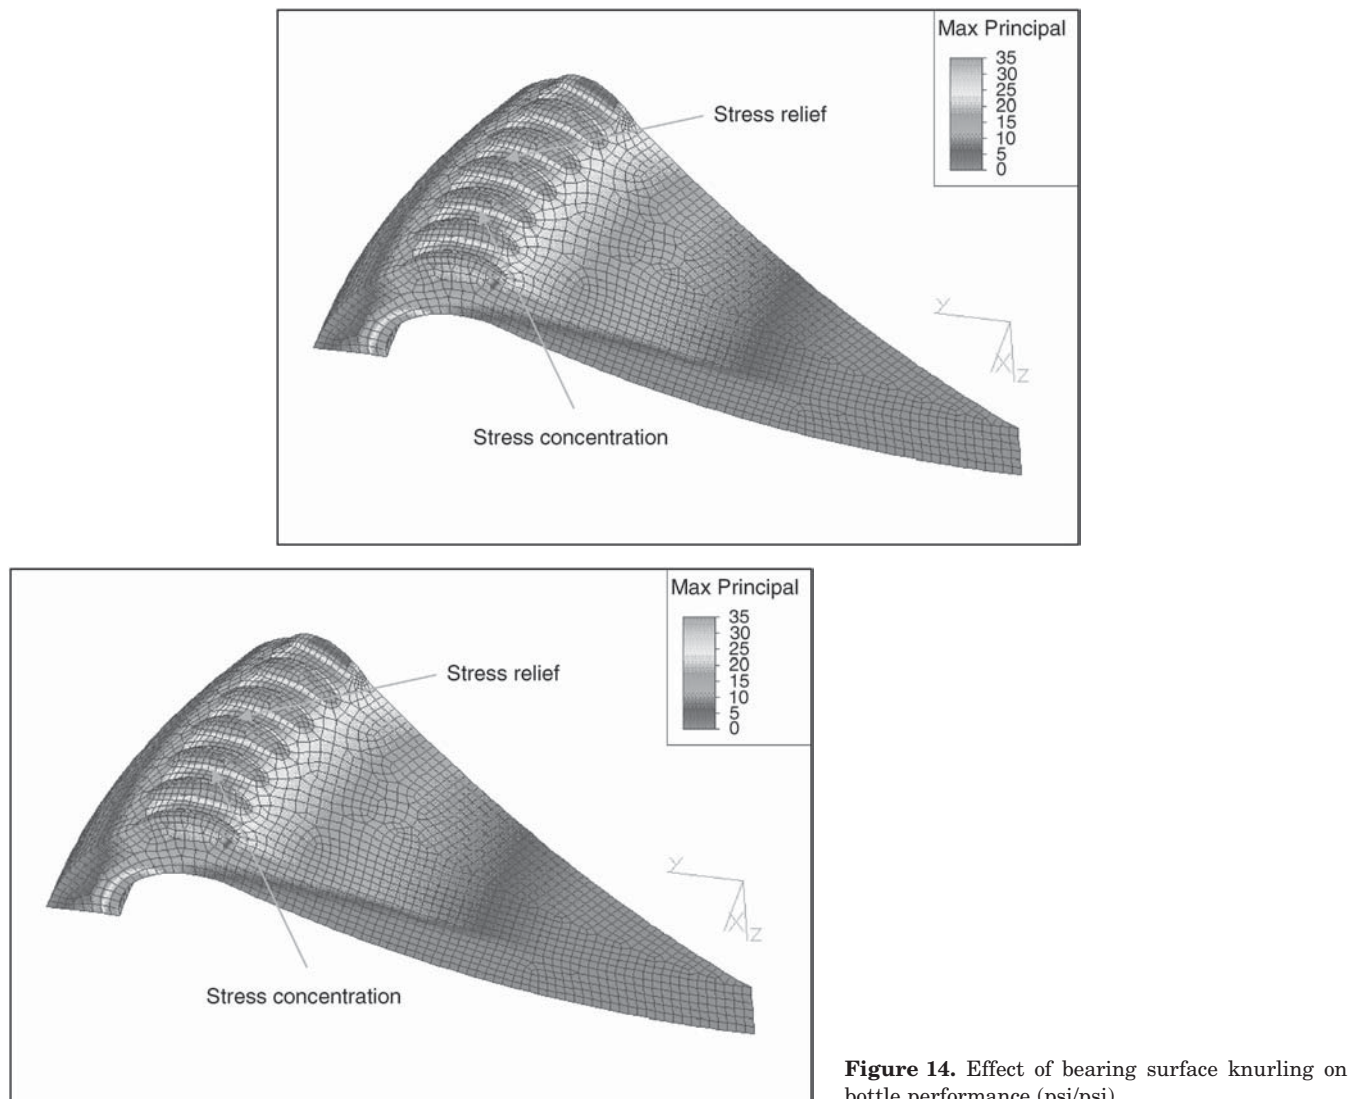 Max Principal
35
30
25
20
15
10
5
0
Stress relief
Stress concentration
Y
X
Z
Max Principal
35
30
25
20
15
10
5
0
Stress relief
Stress concentration
Y
X
Z
Figure 14. Effect of bearing surface knurling on
bottle performance (psi/psi)